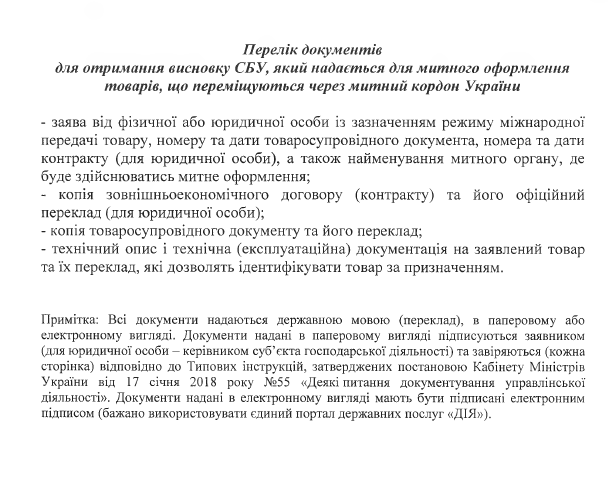 Перелік документів
для отримання висновку СБУ, який надається для митного оформлення
товарів, що переміщуються через митний кордон України
- заява від фізичної або юридичної особи із зазначенням режиму міжнародної
передачі товару, номеру та дати товаросупровідного документа, номера та дати
контракту (для юридичної особи), а також найменування митного органу, де
буде здійснюватись митне оформлення;
- копія зовнішньоекономічного договору (контракту) та його офіційний
переклад (для юридичної особи);
- копія товаросупровідного документу та його переклад;
- технічний опис і технічна (експлуатаційна) документація на заявлений товар
та їх переклад, які дозволять ідентифікувати товар за призначенням.
Примітка: Всі документи надаються державною мовою (переклад), в паперовому або
електронному вигляді. Документи надані в паперовому вигляді підписуються заявником
(для юридичної особи – керівником суб’єкта господарської діяльності) та завіряються (кожна
сторінка) відповідно до Типових інструкцій, затверджених постановою Кабінету Міністрів
України від 17 січня 2018 року №55 «Деякі питання документування управлінської
діяльності». Документи надані в електронному вигляді мають бути підписані електронним
підписом (бажано використовувати єдиний портал державних послуг «ДІЯ»).